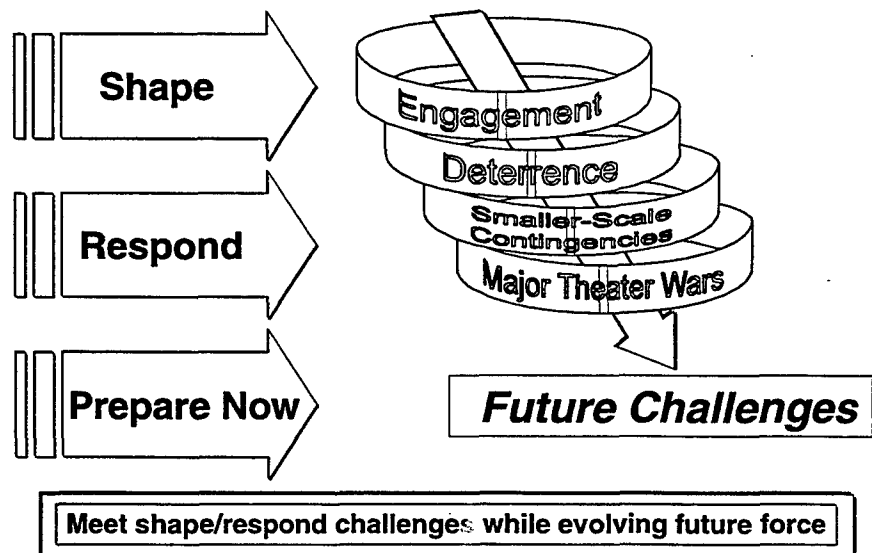 Shape
Engagement
Deterrence
Smaller-Scale
Contingencies
Respond
Major Theater Wars
Prepare Now
Future Challenges
Meet shape/respond challenges while evolving future force